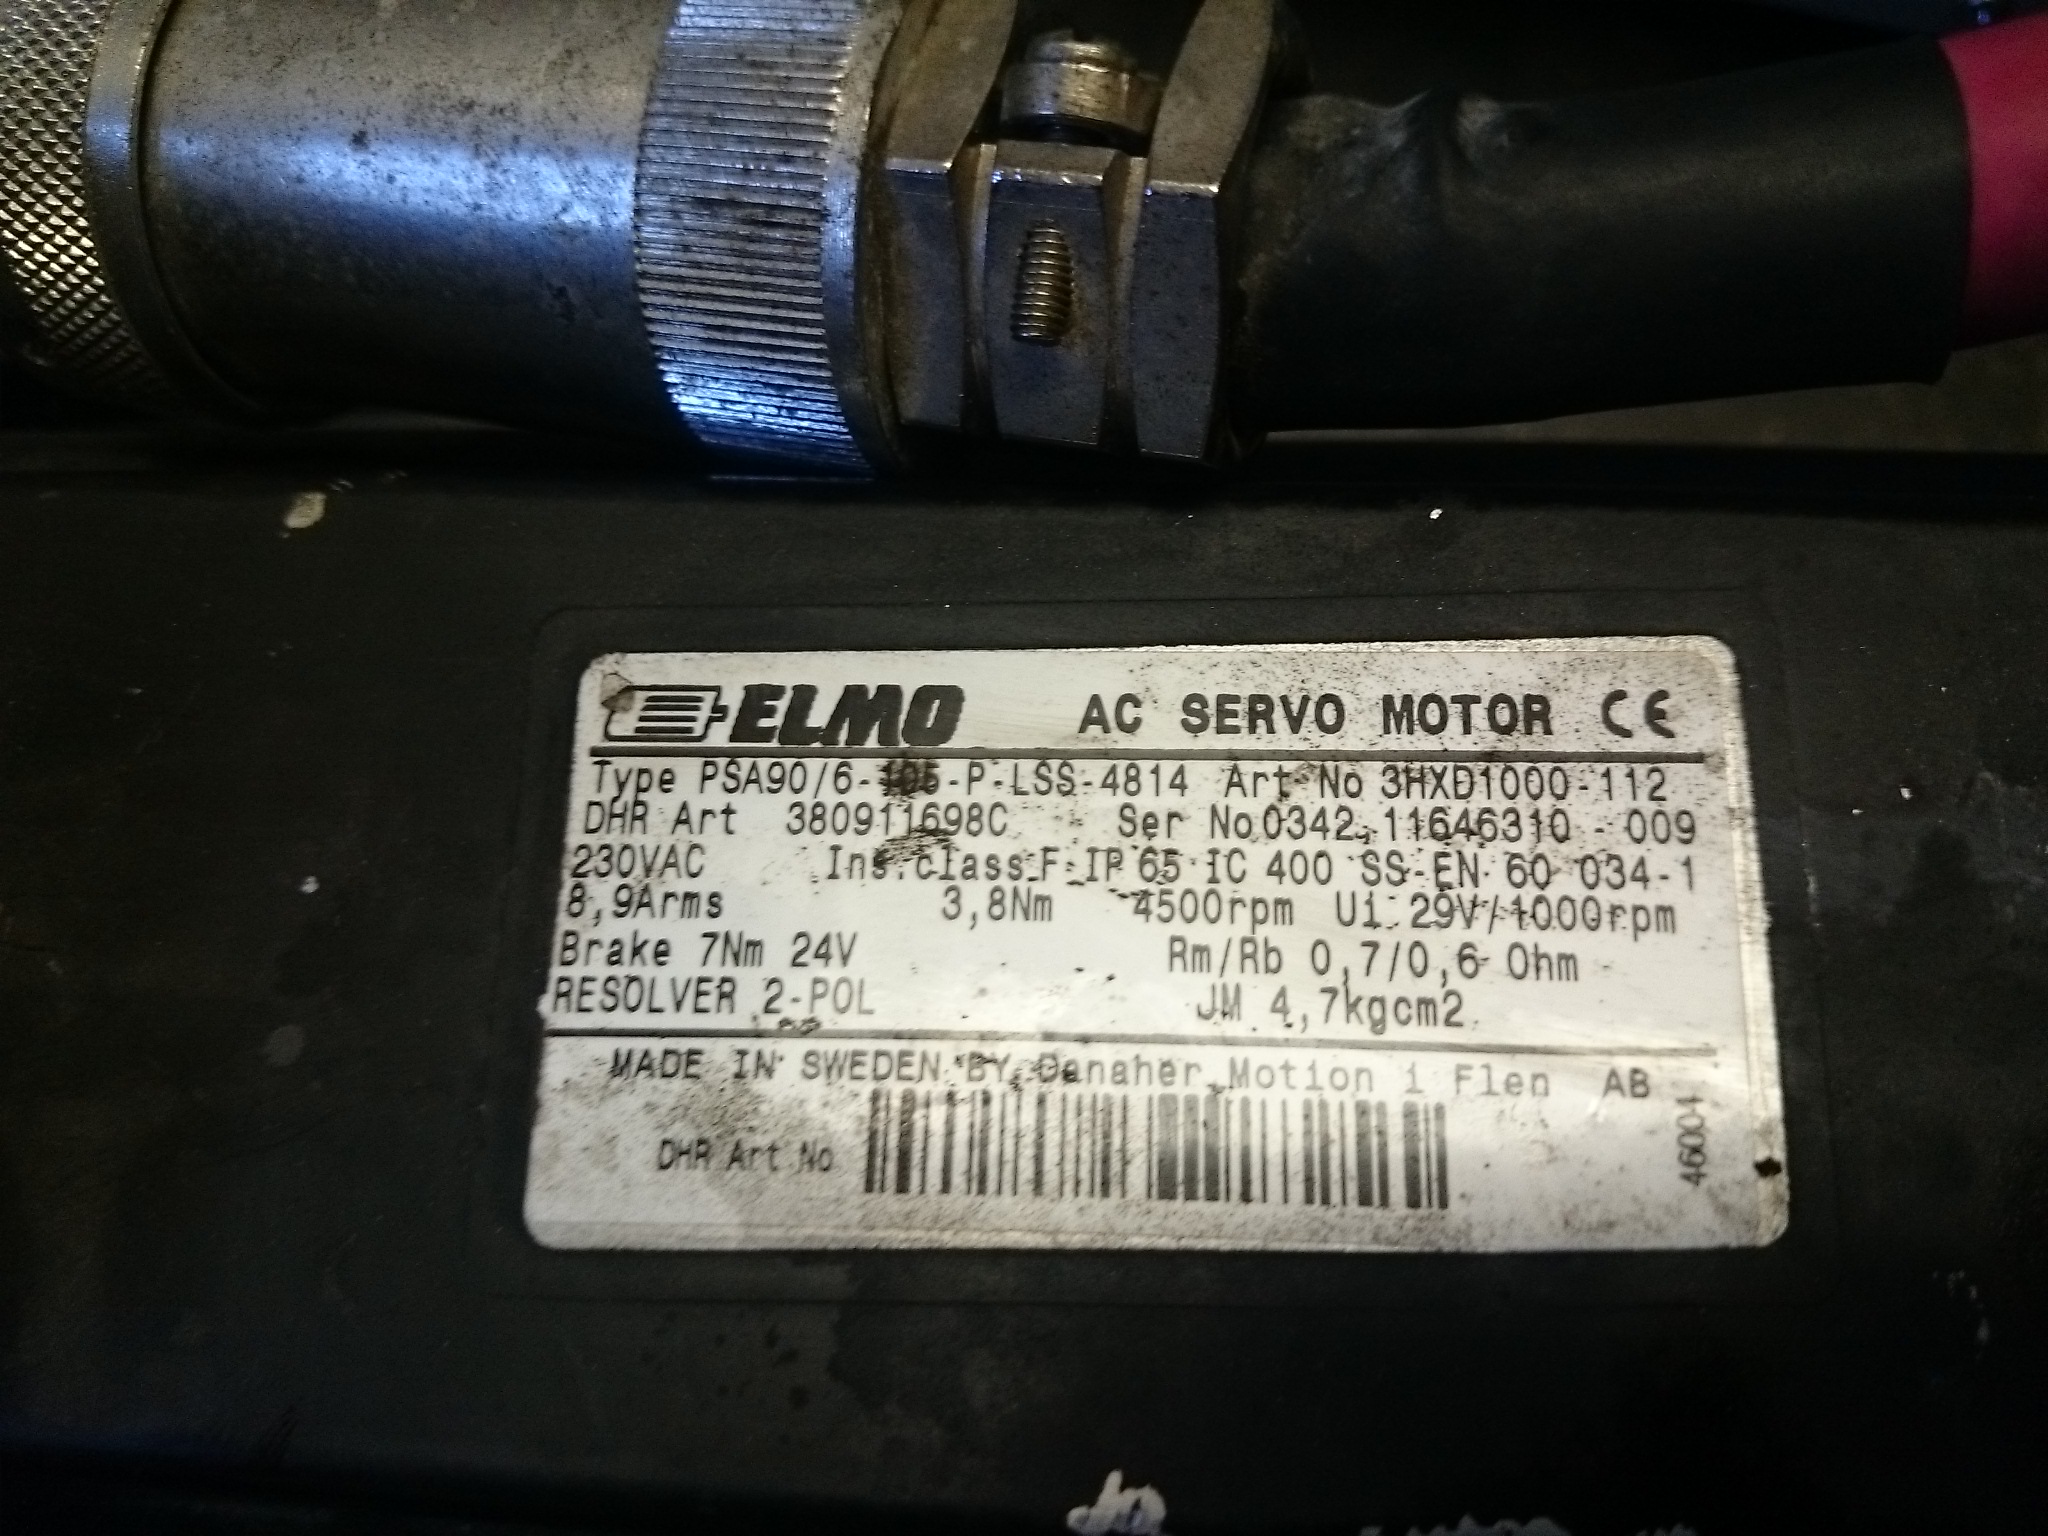 ELMO AC SERVO MOTOR CE
Type PSA90/6-105-P-LSS-4814 Art No 3HXD1000-112
DHR Art 380911698C Ser No 0342 11646310 - 009
230VAC Ins.class F IP 65 IC 400 SS-EN 60 034-1
8,9Arms 3,8Nm 4500rpm Ui 29V/1000rpm
Brake 7Nm 24V Rm/Rb 0,7/0,6 Ohm
RESOLVER 2-POL JM 4,7kgcm2
MADE IN SWEDEN BY Danaher Motion i Flen AB
DHR Art No
46004